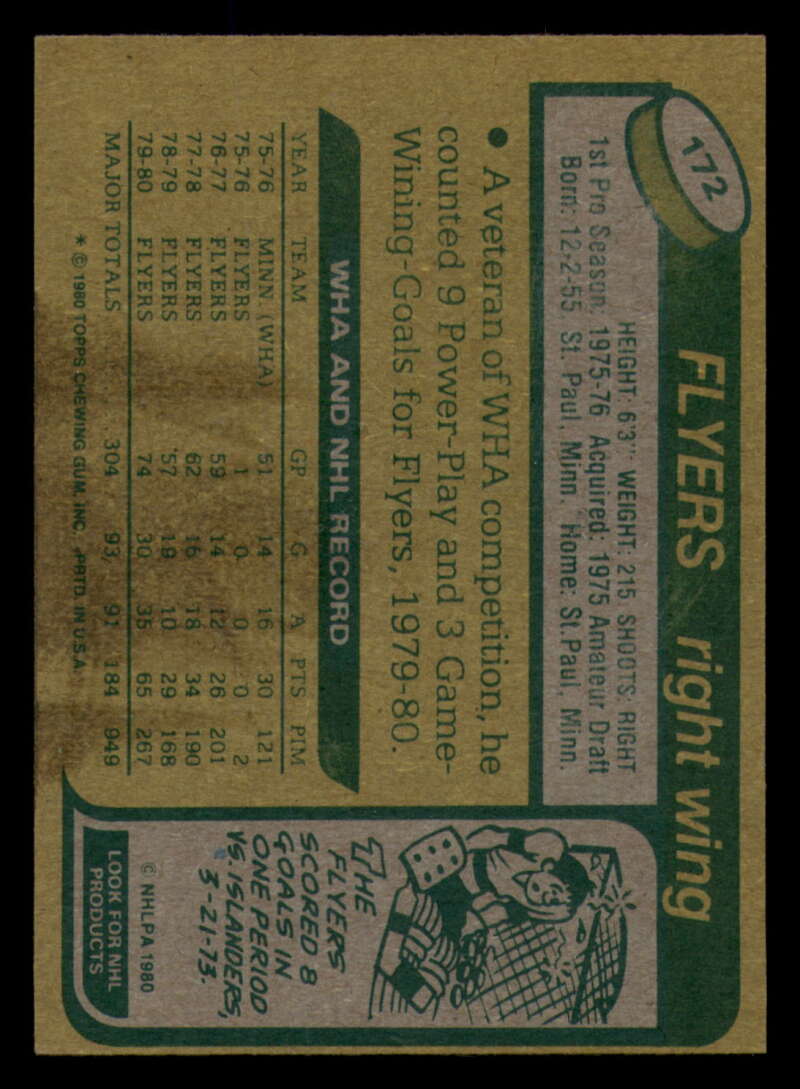 172
FLYERS right wing
HEIGHT: 6'3" WEIGHT: 215 SHOOTS: RIGHT
1st Pro Season: 1975-76 Acquired: 1975 Amateur Draft
Born: 12-2-55 St. Paul, Minn. Home: St.Paul, Minn.
● A veteran of WHA competition, he
counted 9 Power-Play and 3 Game-
Wining-Goals for Flyers, 1979-80.
WHA AND NHL RECORD
YEAR TEAM GP G A PTS PIM
75-76 MINN. (WHA) 51 14 16 30 121
75-76 FLYERS 1 0 0 0 2
76-77 FLYERS 59 14 12 26 201
77-78 FLYERS 62 16 18 34 190
78-79 FLYERS 57 19 10 29 168
79-80 FLYERS 74 30 35 65 267
MAJOR TOTALS 304 93 91 184 949
* © 1980 TOPPS CHEWING GUM, INC. PRTD. IN U.S.A.
THE
FLYERS
SCORED 8
GOALS IN
ONE PERIOD
VS. ISLANDERS,
3-21-73.
© NHLPA 1980
LOOK FOR NHL
PRODUCTS